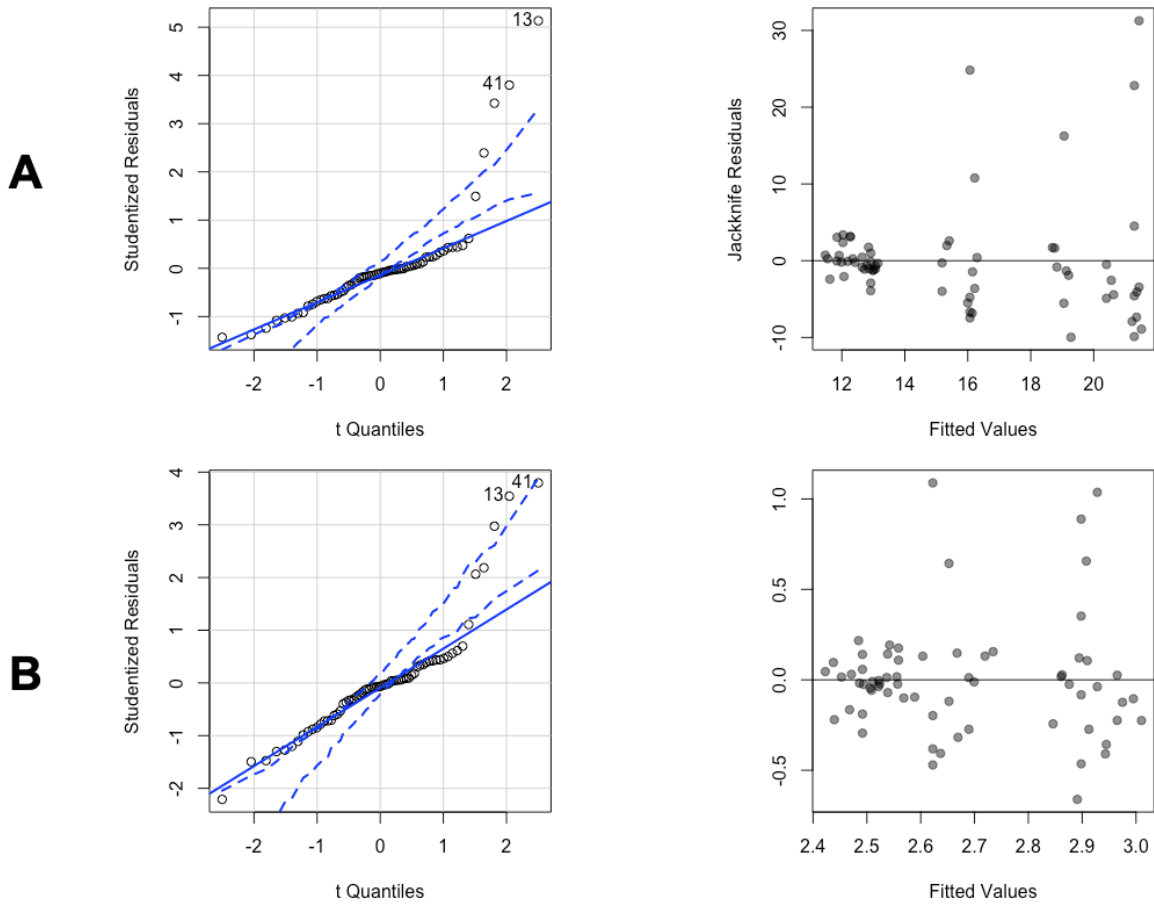 A
Studentized Residuals
5
4
3
2
1
0
-1
13
41
-2 -1 0 1 2
t Quantiles
Jackknife Residuals
30
20
10
0
-10
12 14 16 18 20
Fitted Values
B
Studentized Residuals
4
3
2
1
0
-1
-2
13 41
-2 -1 0 1 2
t Quantiles
1.0
0.5
0.0
-0.5
2.4 2.5 2.6 2.7 2.8 2.9 3.0
Fitted Values